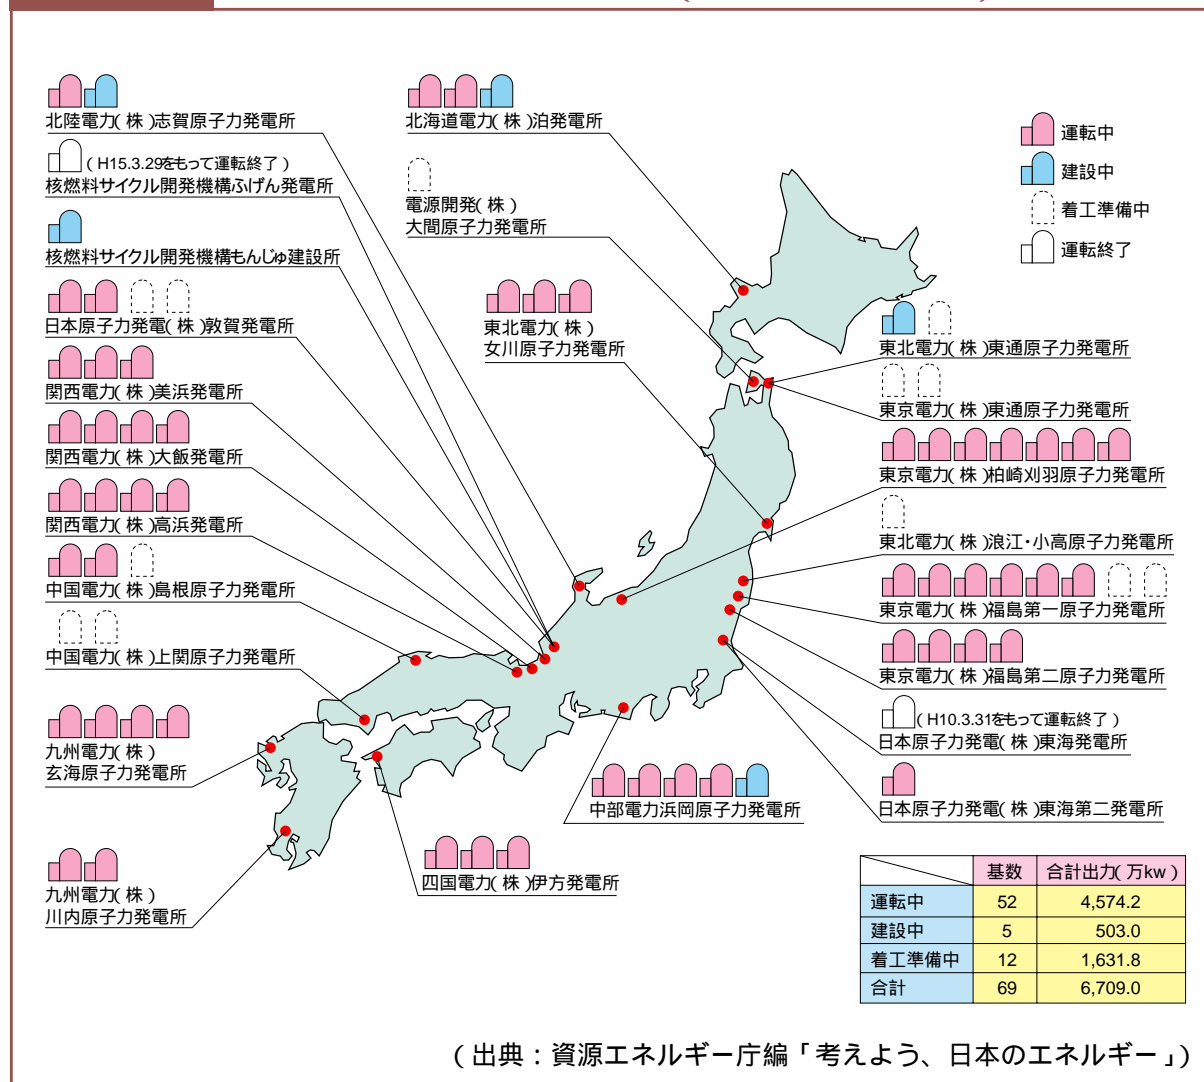 北陸電力(株)志賀原子力発電所
(H15.3.29をもって運転終了)
核燃料サイクル開発機構ふげん発電所
核燃料サイクル開発機構もんじゅ建設所
日本原子力発電(株)敦賀発電所
関西電力(株)美浜発電所
関西電力(株)大飯発電所
関西電力(株)高浜発電所
中国電力(株)島根原子力発電所
中国電力(株)上関原子力発電所
九州電力(株)
玄海原子力発電所
九州電力(株)
川内原子力発電所
北海道電力(株)泊発電所
電源開発(株)
大間原子力発電所
東北電力(株)
女川原子力発電所
運転中
建設中
着工準備中
運転終了
東北電力(株)東通原子力発電所
東京電力(株)東通原子力発電所
東京電力(株)柏崎刈羽原子力発電所
東北電力(株)浪江・小高原子力発電所
東京電力(株)福島第一原子力発電所
東京電力(株)福島第二原子力発電所
(H10.3.31をもって運転終了)
日本原子力発電(株)東海発電所
日本原子力発電(株)東海第二発電所
中部電力浜岡原子力発電所
四国電力(株)伊方発電所
基数 合計出力(万kw)
運転中 52 4,574.2
建設中 5 503.0
着工準備中 12 1,631.8
合計 69 6,709.0
(出典:資源エネルギー庁編「考えよう、日本のエネルギー」)